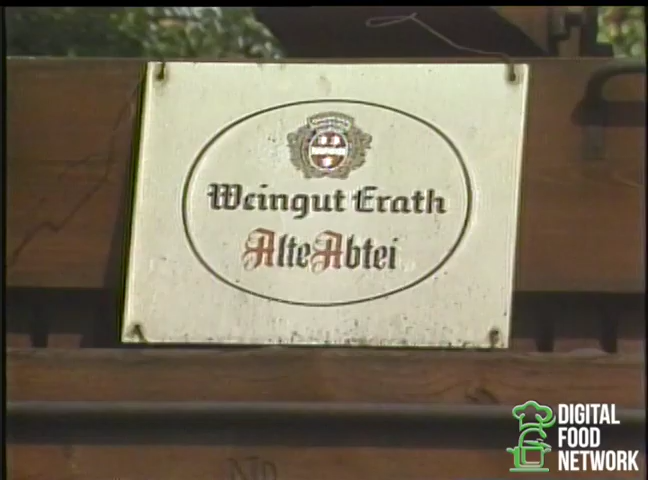 Weingut Erath
Alte Abtei
DIGITAL
FOOD
NETWORK